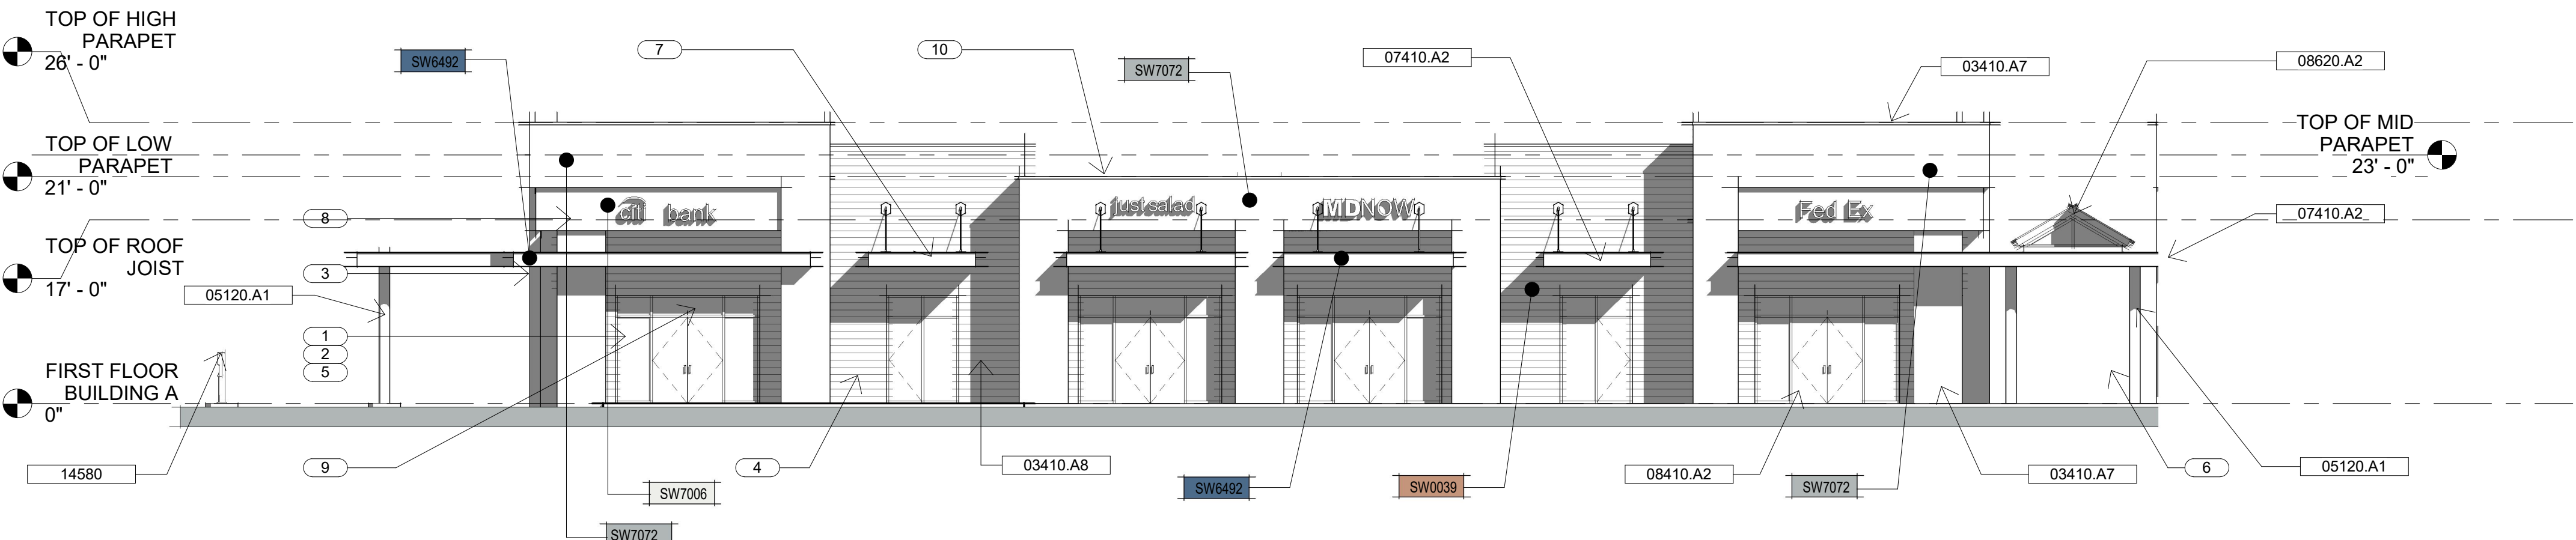 TOP OF HIGH
PARAPET
26' - 0"
TOP OF LOW
PARAPET
21' - 0"
TOP OF ROOF
JOIST
17' - 0"
FIRST FLOOR
BUILDING A
0"
SW6492
7
10
SW7072
07410.A2
03410.A7
08620.A2
TOP OF MID
PARAPET
23' - 0"
07410.A2
8
3
05120.A1
1
2
5
citi bank
just salad
MDNOW
Fed Ex
14580
9
SW7006
SW7072
4
03410.A8
SW6492
SW0039
08410.A2
SW7072
03410.A7
6
05120.A1